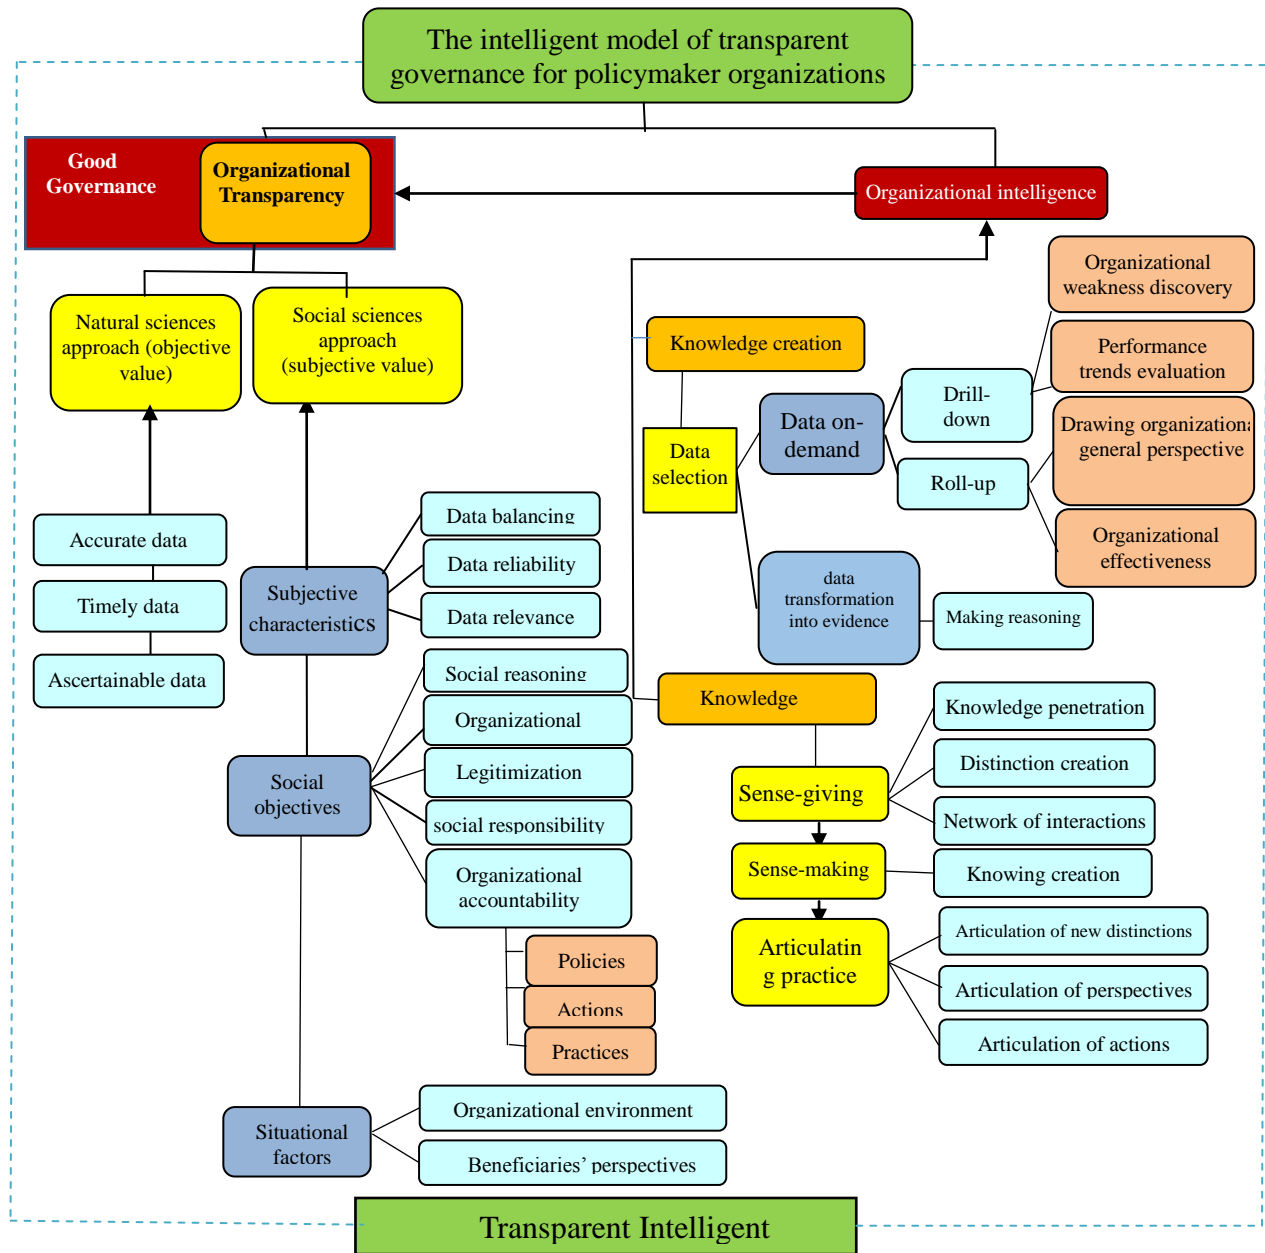 The intelligent model of transparent
governance for policymaker organizations
Good
Governance
Organizational
Transparency
Organizational intelligence
Natural sciences
approach (objective
value)
Social sciences
approach
(subjective value)
Accurate data
Timely data
Ascertainable data
Subjective
characteristics
Data balancing
Data reliability
Data relevance
Social
objectives
Social reasoning
Organizational
Legitimization
social responsibility
Organizational
accountability
Policies
Actions
Practices
Situational
factors
Organizational environment
Beneficiaries' perspectives
Knowledge creation
Data
selection
Data on-
demand
Drill-
down
Roll-up
Organizational
weakness discovery
Performance
trends evaluation
Drawing organizationa
general perspective
Organizational
effectiveness
data
transformation
into evidence
Making reasoning
Knowledge
Sense-giving
Knowledge penetration
Distinction creation
Network of interactions
Sense-making
Knowing creation
Articulatin
g practice
Articulation of new distinctions
Articulation of perspectives
Articulation of actions
Transparent Intelligent